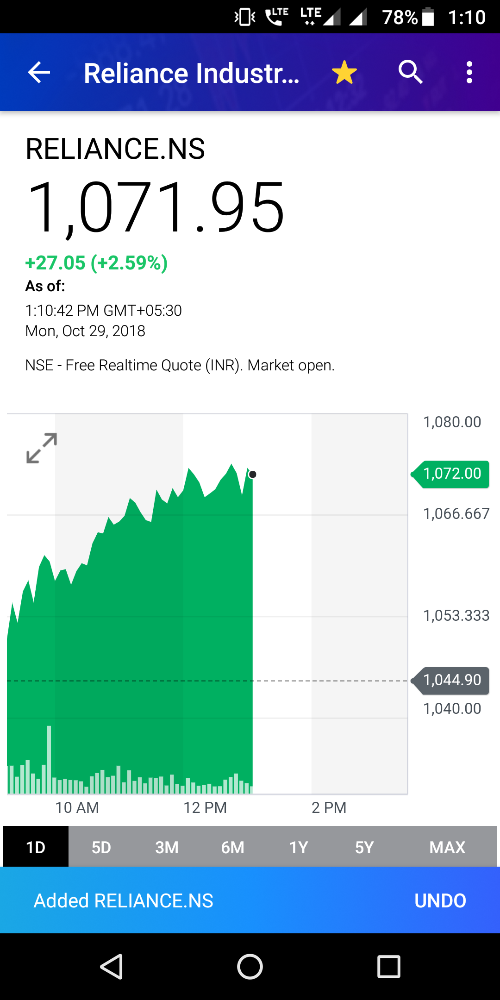 LTE LTE 78% 1:10
Reliance Industr...
RELIANCE.NS
1,071.95
+27.05 (+2.59%)
As of:
1:10:42 PM GMT+05:30
Mon, Oct 29, 2018
NSE - Free Realtime Quote (INR). Market open.
1,080.00
1,072.00
1,066.667
1,053.333
1,044.90
1,040.00
10 AM 12 PM 2 PM
1D 5D 3M 6M 1Y 5Y MAX
Added RELIANCE.NS UNDO